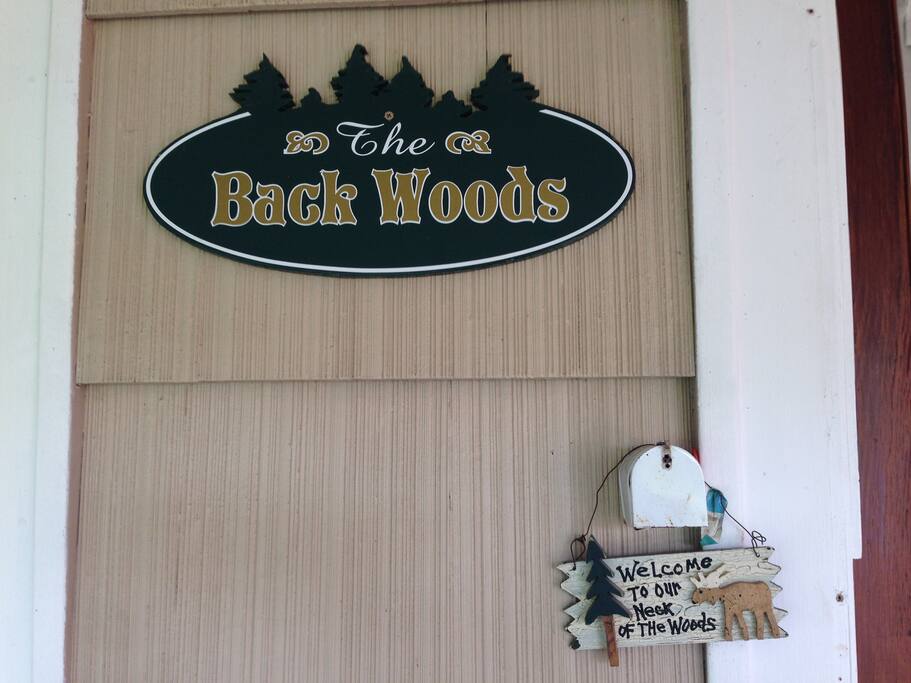 The
Back Woods
WeLcoMe
To our
Neck
oF THe Woods